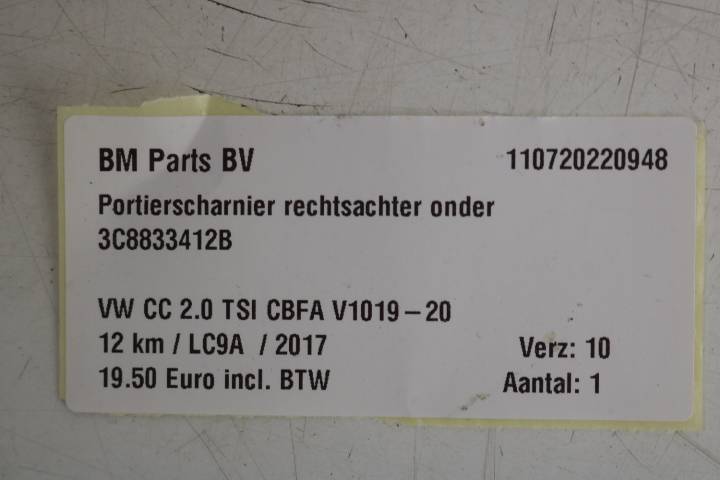 BM Parts BV 110720220948
Portierscharnier rechtsachter onder
3C8833412B
VW CC 2.0 TSI CBFA V1019-20
12 km / LC9A / 2017 Verz: 10
19.50 Euro incl. BTW Aantal: 1